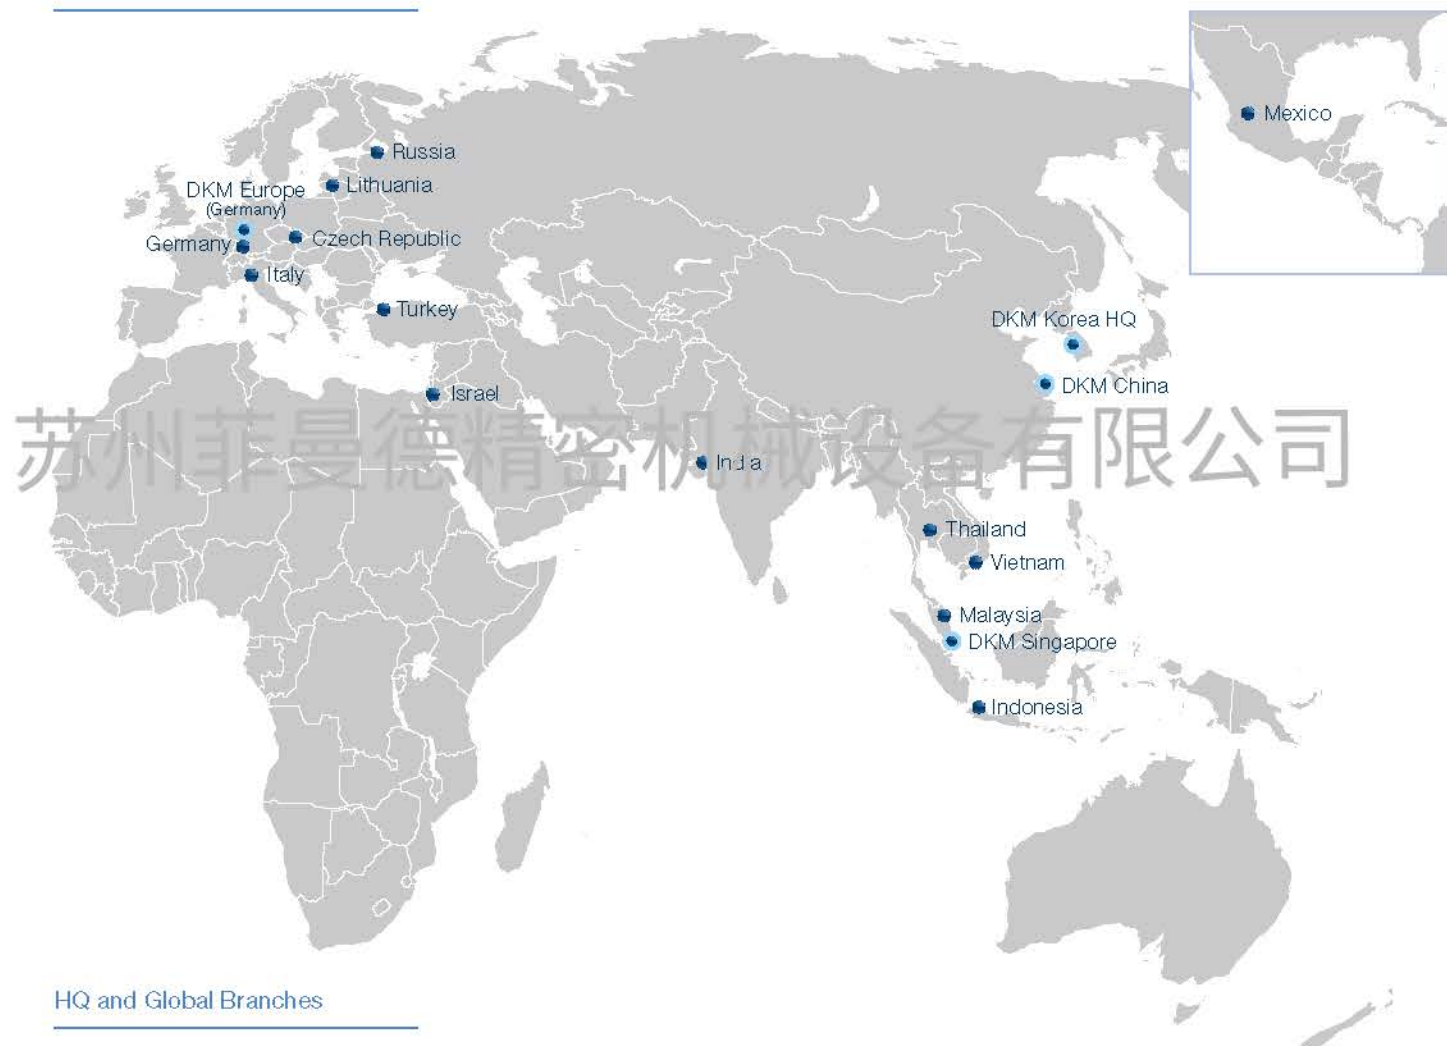 Mexico
Russia
Lithuania
DKM Europe
(Germany)
Germany
Czech Republic
Italy
Turkey
DKM Korea HQ
DKM China
Israel
苏州菲曼德精密机械设备有限公司
India
Thailand
Vietnam
Malaysia
DKM Singapore
Indonesia
HQ and Global Branches